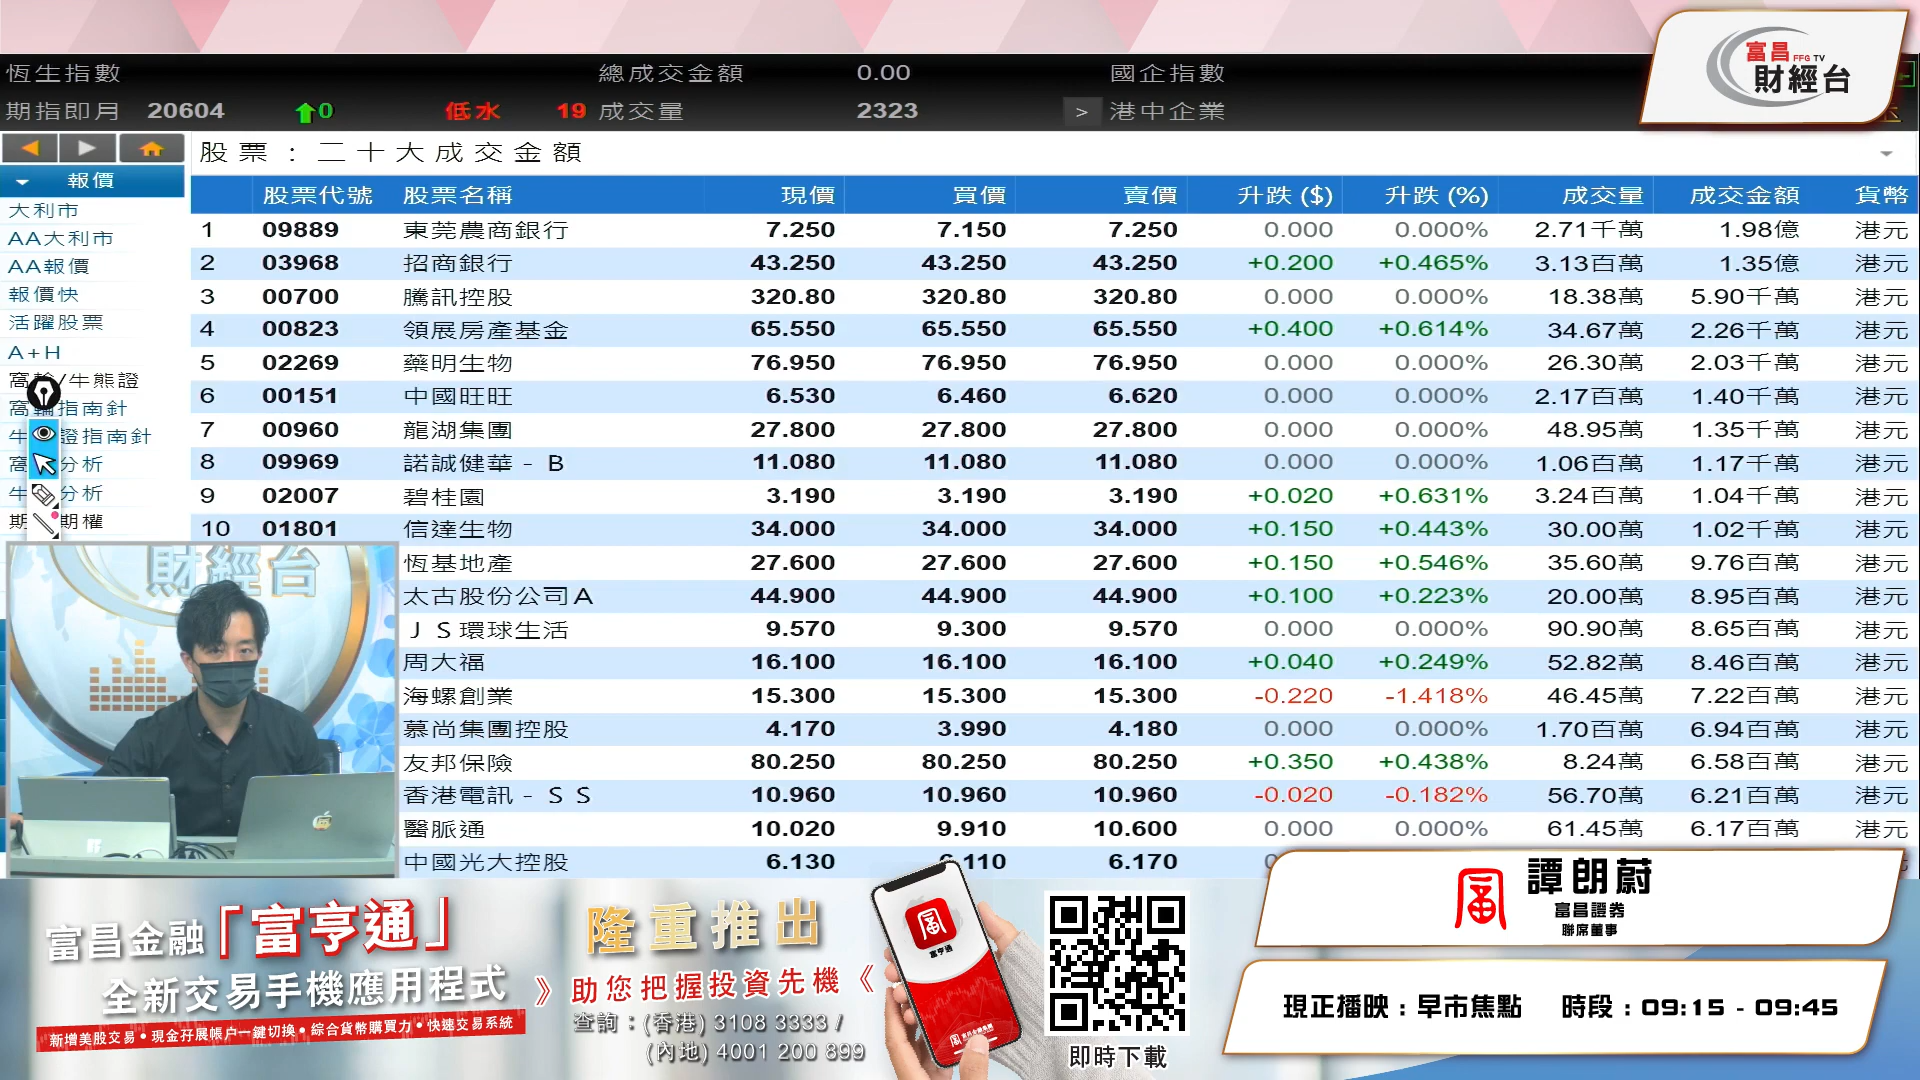 富昌 FFG TV
財經台
恆生指數 總成交金額 0.00 國企指數
期指即月 20604 0 低水 19 成交量 2323 > 港中企業
股票：二十大成交金額
報價
大利市
AA大利市
AA報價
報價快
活躍股票
A+H
窩輪/牛熊證
窩輪指南針
牛 證指南針
窩 分析
牛 分析
期 期權
股票代號 股票名稱 現價 買價 賣價 升跌 ($) 升跌 (%) 成交量 成交金額 貨幣
1 09889 東莞農商銀行 7.250 7.150 7.250 0.000 0.000% 2.71千萬 1.98億 港元
2 03968 招商銀行 43.250 43.250 43.250 +0.200 +0.465% 3.13百萬 1.35億 港元
3 00700 騰訊控股 320.80 320.80 320.80 0.000 0.000% 18.38萬 5.90千萬 港元
4 00823 領展房產基金 65.550 65.550 65.550 +0.400 +0.614% 34.67萬 2.26千萬 港元
5 02269 藥明生物 76.950 76.950 76.950 0.000 0.000% 26.30萬 2.03千萬 港元
6 00151 中國旺旺 6.530 6.460 6.620 0.000 0.000% 2.17百萬 1.40千萬 港元
7 00960 龍湖集團 27.800 27.800 27.800 0.000 0.000% 48.95萬 1.35千萬 港元
8 09969 諾誠健華－B 11.080 11.080 11.080 0.000 0.000% 1.06百萬 1.17千萬 港元
9 02007 碧桂園 3.190 3.190 3.190 +0.020 +0.631% 3.24百萬 1.04千萬 港元
10 01801 信達生物 34.000 34.000 34.000 +0.150 +0.443% 30.00萬 1.02千萬 港元
恆基地產 27.600 27.600 27.600 +0.150 +0.546% 35.60萬 9.76百萬 港元
太古股份公司A 44.900 44.900 44.900 +0.100 +0.223% 20.00萬 8.95百萬 港元
ＪＳ環球生活 9.570 9.300 9.570 0.000 0.000% 90.90萬 8.65百萬 港元
周大福 16.100 16.100 16.100 +0.040 +0.249% 52.82萬 8.46百萬 港元
海螺創業 15.300 15.300 15.300 -0.220 -1.418% 46.45萬 7.22百萬 港元
慕尚集團控股 4.170 3.990 4.180 0.000 0.000% 1.70百萬 6.94百萬 港元
友邦保險 80.250 80.250 80.250 +0.350 +0.438% 8.24萬 6.58百萬 港元
香港電訊－ＳＳ 10.960 10.960 10.960 -0.020 -0.182% 56.70萬 6.21百萬 港元
醫脈通 10.020 9.910 10.600 0.000 0.000% 61.45萬 6.17百萬 港元
中國光大控股 6.130 6.110 6.170
財經台
富昌金融「富亨通」
全新交易手機應用程式
新增美股交易•現金孖展帳户一鍵切換•綜合貨幣購買力•快速交易系統
隆重推出
》助您把握投資先機《
查詢：(香港) 3108 3333 /
(內地) 4001 200 899
富亨通
即時下載
譚朗蔚
富昌證券
聯席董事
現正播映：早市焦點 時段：09:15 - 09:45